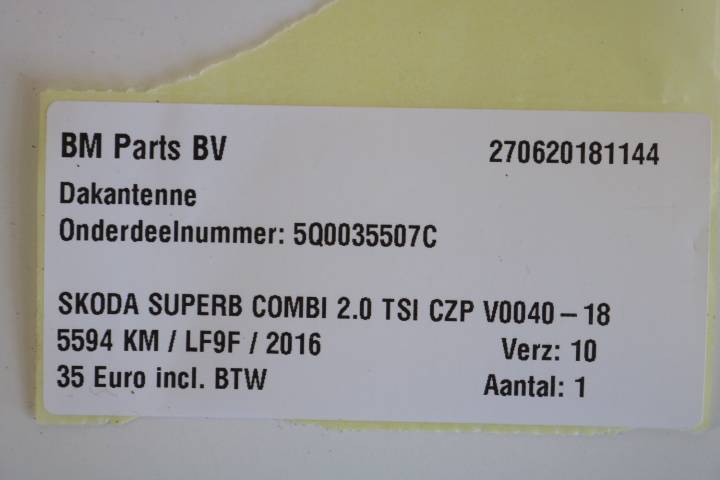 BM Parts BV 270620181144
Dakantenne
Onderdeelnummer: 5Q0035507C
SKODA SUPERB COMBI 2.0 TSI CZP V0040-18
5594 KM / LF9F / 2016 Verz: 10
35 Euro incl. BTW Aantal: 1